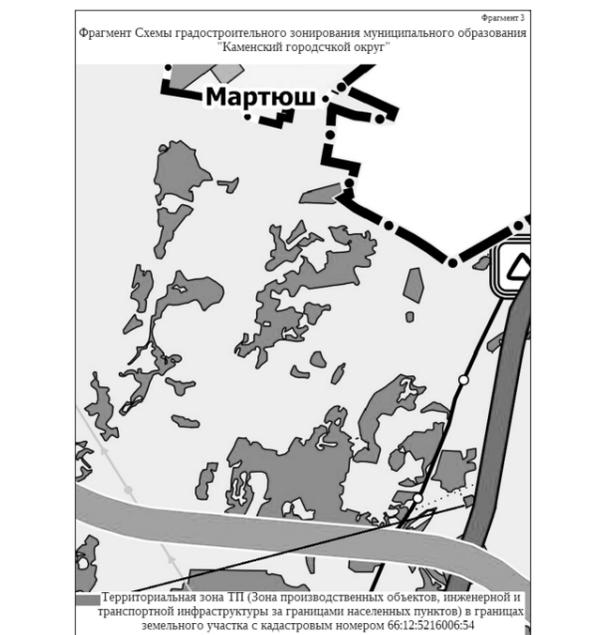 Фрагмент 3
Фрагмент Схемы градостроительного зонирования муниципального образования
"Каменский городсчкой округ"
Мартюш
Территориальная зона ТП (Зона производственных объектов, инженерной и
транспортной инфраструктуры за границами населенных пунктов) в границах
земельного участка с кадастровым номером 66:12:5216006:54